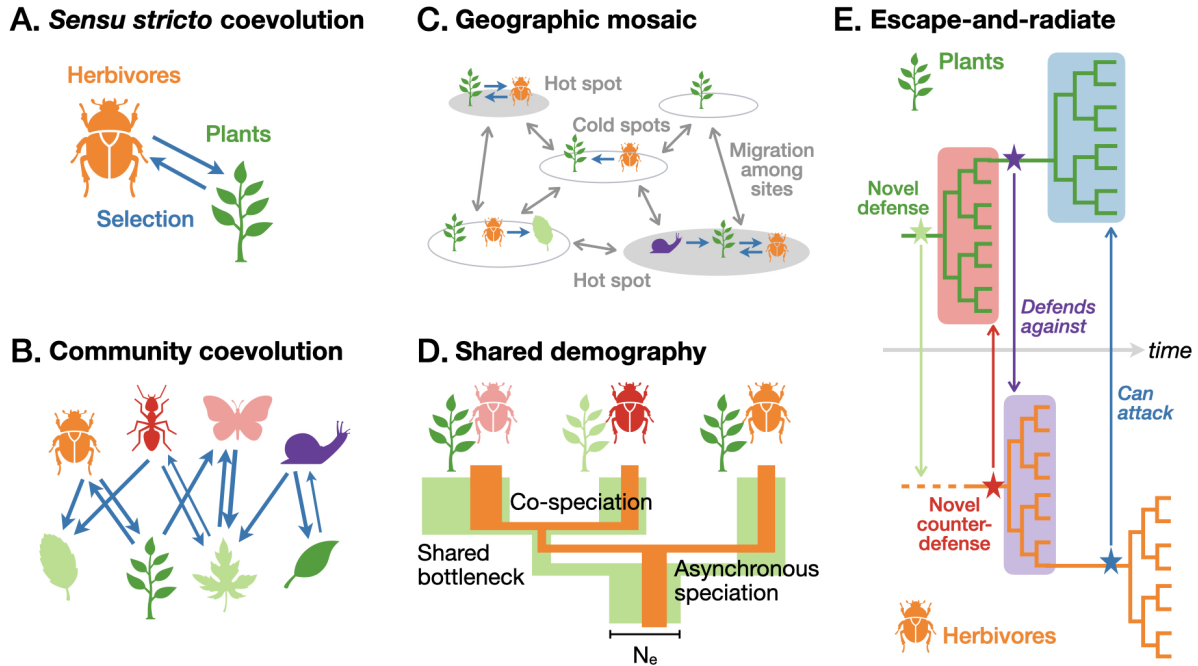 A. Sensu stricto coevolution
Herbivores
Plants
Selection
B. Community coevolution
C. Geographic mosaic
Hot spot
Cold spots
Migration
among
sites
Hot spot
D. Shared demography
Co-speciation
Shared
bottleneck
Asynchronous
speciation
Ne
E. Escape-and-radiate
Plants
Novel
defense
Defends
against
time
Can
attack
Novel
counter-
defense
Herbivores